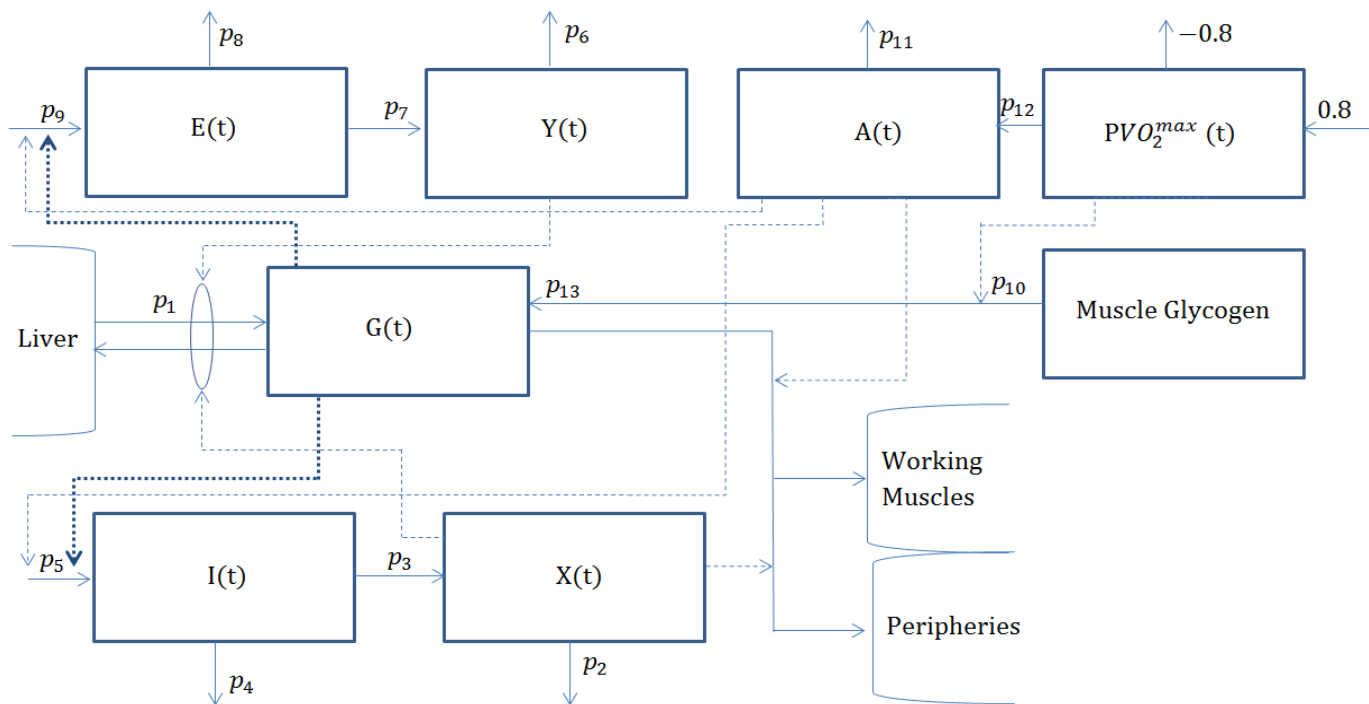 p₈
p₆
p₁₁
−0.8
p₉
E(t)
p₇
Y(t)
A(t)
p₁₂
PVO₂ᵐᵃˣ (t)
0.8
Liver
p₁
G(t)
p₁₃
p₁₀
Muscle Glycogen
Working
Muscles
p₅
I(t)
p₃
X(t)
Peripheries
p₄
p₂